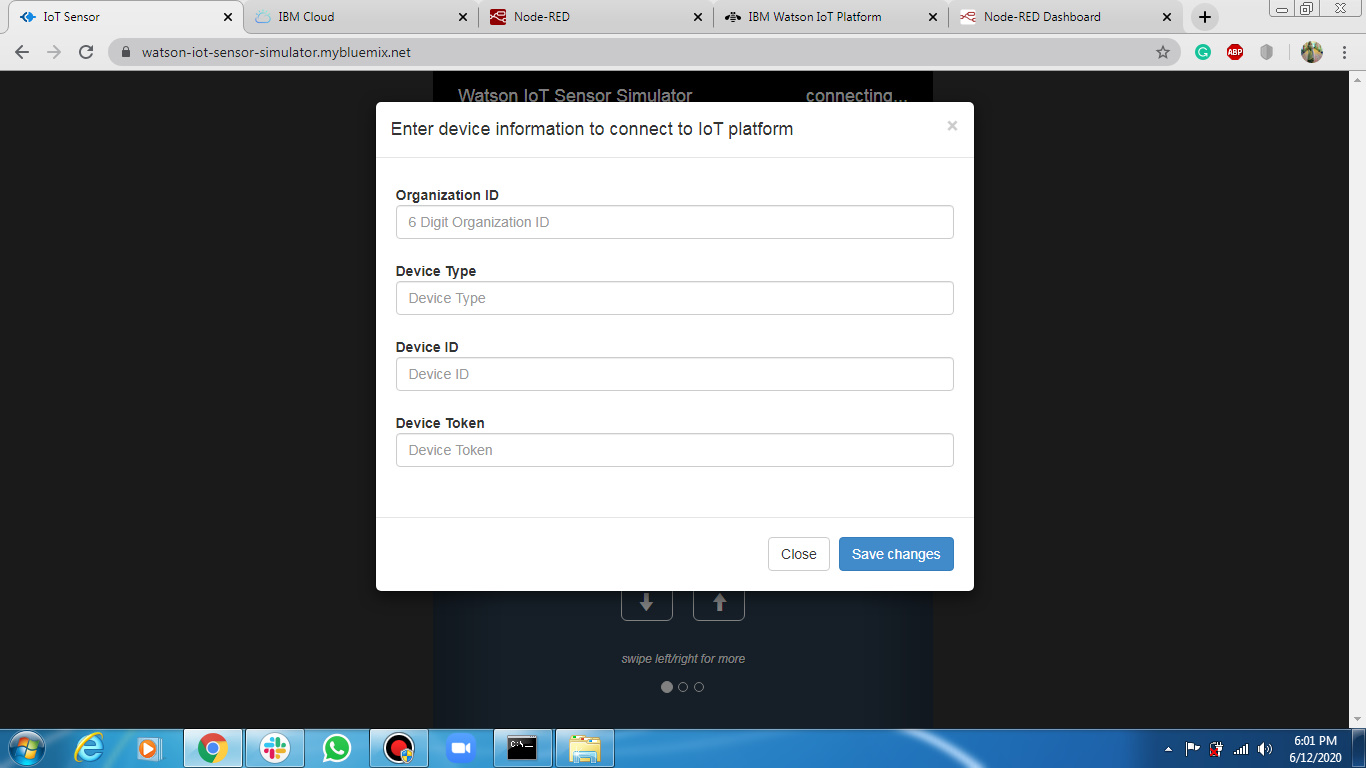 IoT Sensor
IBM Cloud
Node-RED
IBM Watson IoT Platform
Node-RED Dashboard
watson-iot-sensor-simulator.mybluemix.net
ABP
Watson IoT Sensor Simulator
connecting...
Enter device information to connect to IoT platform
Organization ID
6 Digit Organization ID
Device Type
Device Type
Device ID
Device ID
Device Token
Device Token
Close
Save changes
swipe left/right for more
6:01 PM
6/12/2020